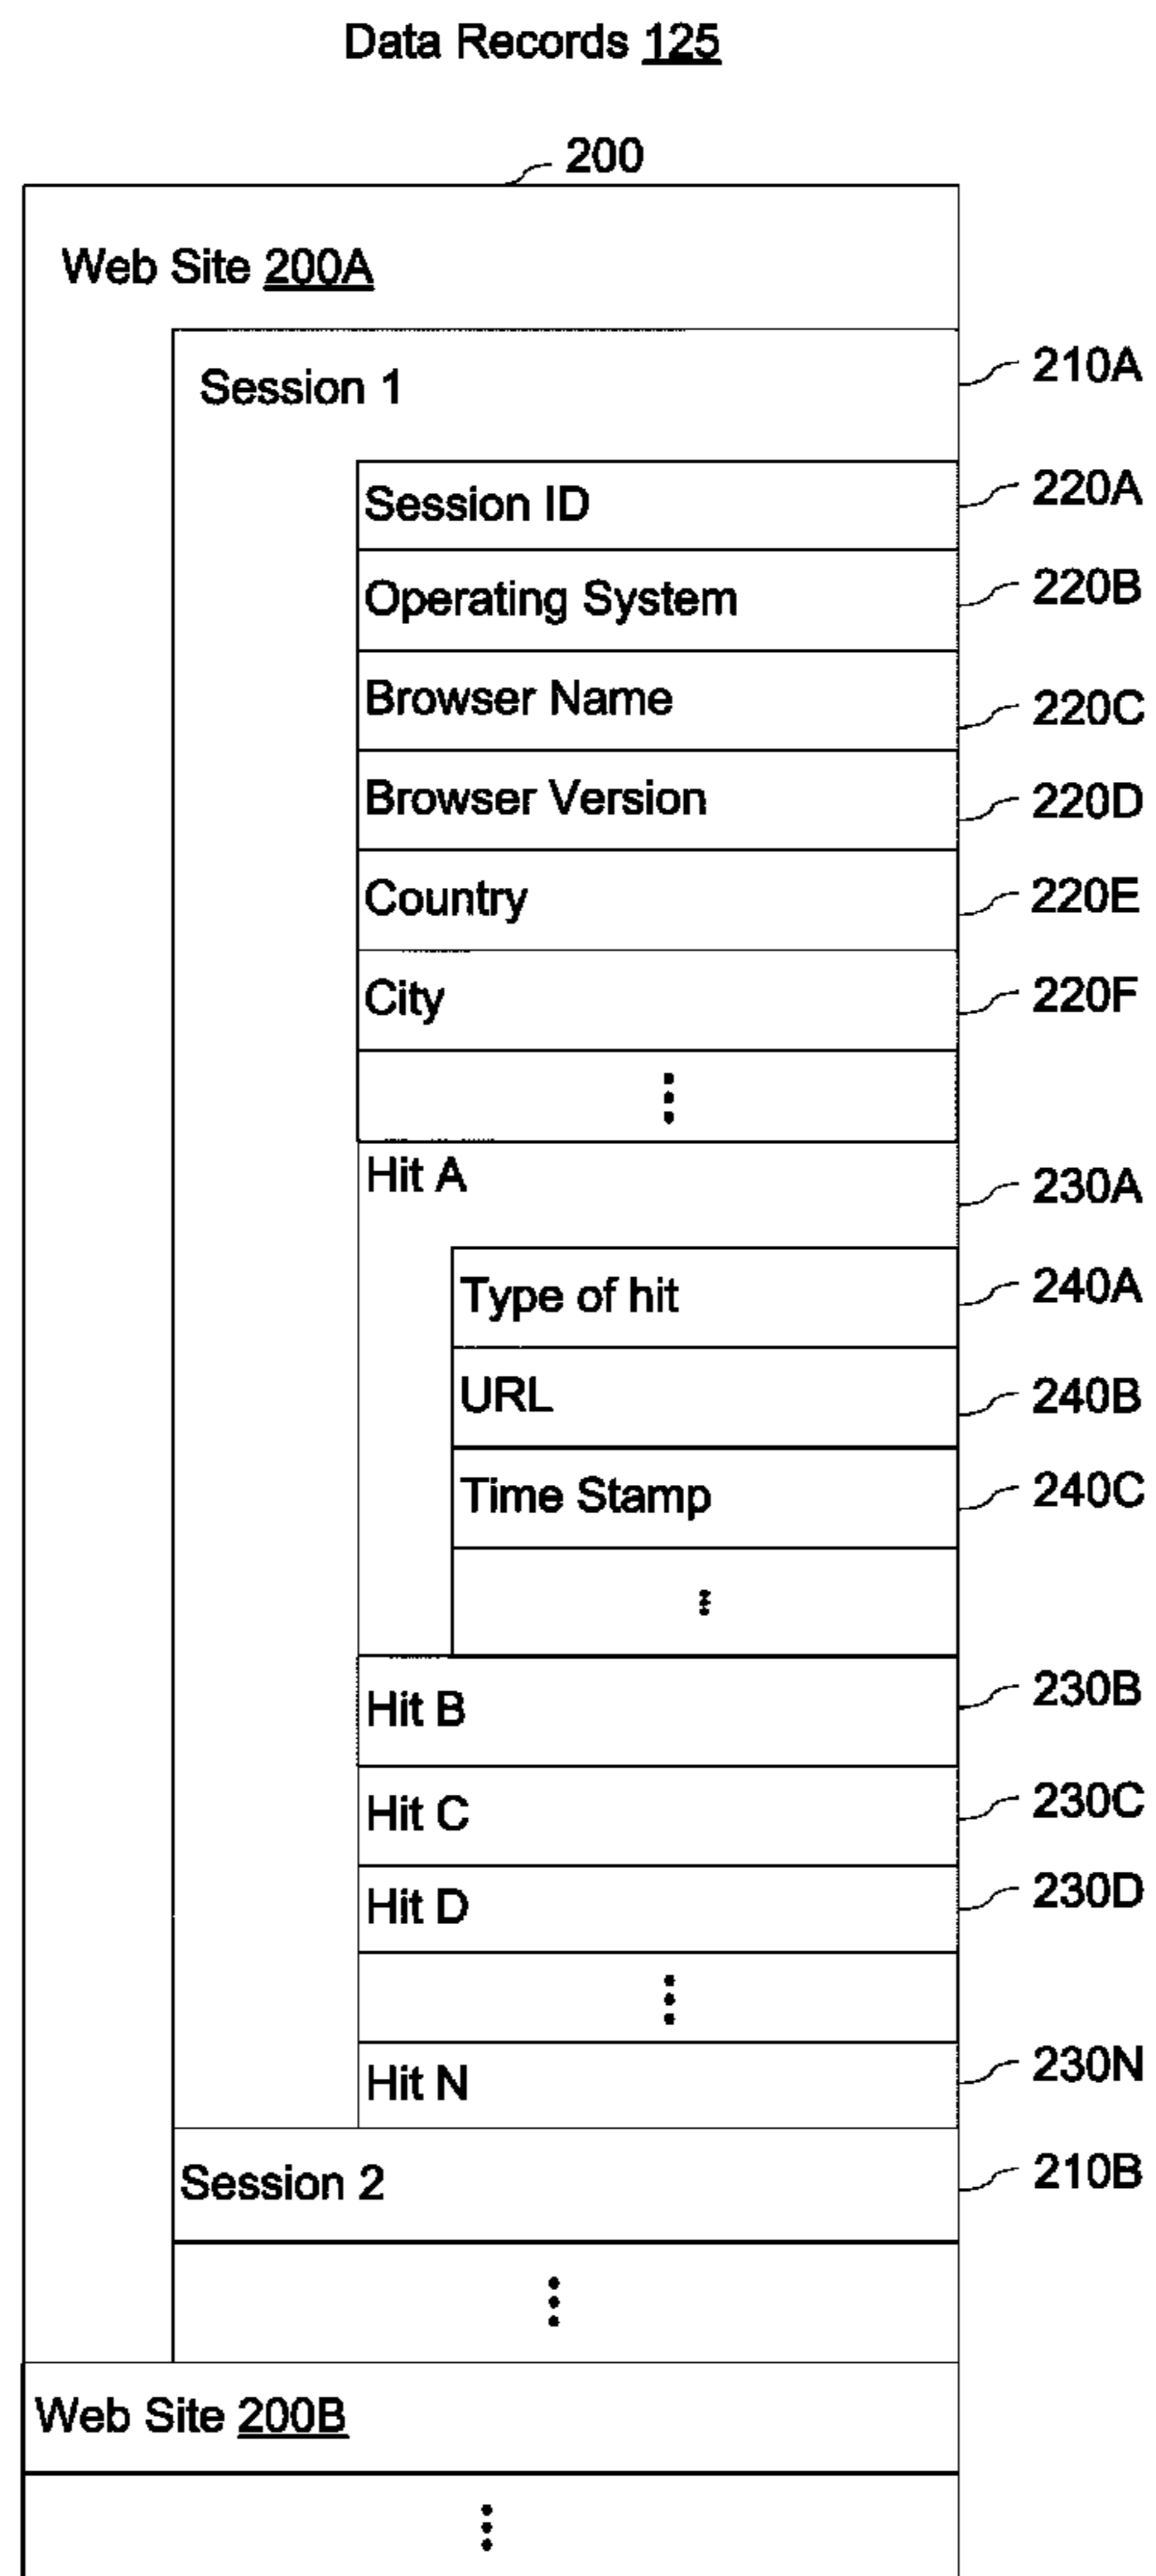 Data Records 125
200
Web Site 200A
Session 1 210A
Session ID 220A
Operating System 220B
Browser Name 220C
Browser Version 220D
Country 220E
City 220F
Hit A 230A
Type of hit 240A
URL 240B
Time Stamp 240C
Hit B 230B
Hit C 230C
Hit D 230D
Hit N 230N
Session 2 210B
Web Site 200B